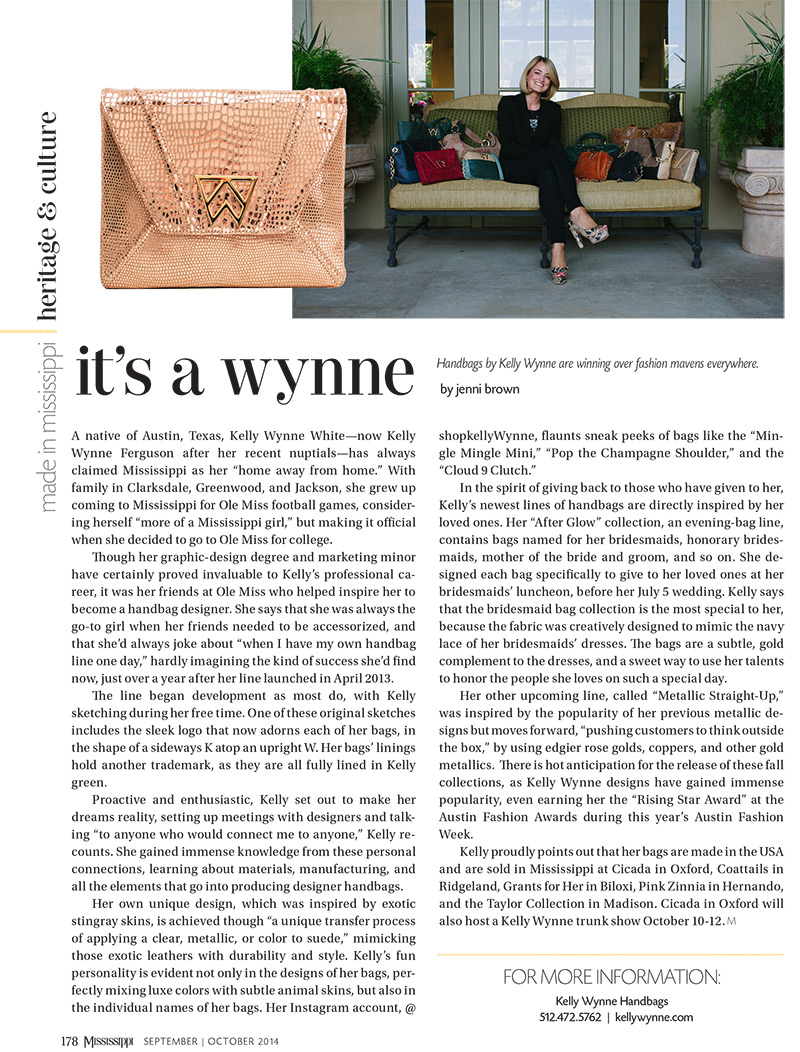 heritage & culture
made in mississippi
it's a wynne
Handbags by Kelly Wynne are winning over fashion mavens everywhere.
by jenni brown
A native of Austin, Texas, Kelly Wynne White—now Kelly
Wynne Ferguson after her recent nuptials—has always
claimed Mississippi as her “home away from home.” With
family in Clarksdale, Greenwood, and Jackson, she grew up
coming to Mississippi for Ole Miss football games, consider-
ing herself “more of a Mississippi girl,” but making it official
when she decided to go to Ole Miss for college.
Though her graphic-design degree and marketing minor
have certainly proved invaluable to Kelly’s professional ca-
reer, it was her friends at Ole Miss who helped inspire her to
become a handbag designer. She says that she was always the
go-to girl when her friends needed to be accessorized, and
that she’d always joke about “when I have my own handbag
line one day,” hardly imagining the kind of success she’d find
now, just over a year after her line launched in April 2013.
The line began development as most do, with Kelly
sketching during her free time. One of these original sketches
includes the sleek logo that now adorns each of her bags, in
the shape of a sideways K atop an upright W. Her bags’ linings
hold another trademark, as they are all fully lined in Kelly
green.
Proactive and enthusiastic, Kelly set out to make her
dreams reality, setting up meetings with designers and talk-
ing “to anyone who would connect me to anyone,” Kelly re-
counts. She gained immense knowledge from these personal
connections, learning about materials, manufacturing, and
all the elements that go into producing designer handbags.
Her own unique design, which was inspired by exotic
stingray skins, is achieved though “a unique transfer process
of applying a clear, metallic, or color to suede,” mimicking
those exotic leathers with durability and style. Kelly’s fun
personality is evident not only in the designs of her bags, per-
fectly mixing luxe colors with subtle animal skins, but also in
the individual names of her bags. Her Instagram account, @
shopkellyWynne, flaunts sneak peeks of bags like the “Min-
gle Mingle Mini,” “Pop the Champagne Shoulder,” and the
“Cloud 9 Clutch.”
In the spirit of giving back to those who have given to her,
Kelly’s newest lines of handbags are directly inspired by her
loved ones. Her “After Glow” collection, an evening-bag line,
contains bags named for her bridesmaids, honorary brides-
maids, mother of the bride and groom, and so on. She de-
signed each bag specifically to give to her loved ones at her
bridesmaids’ luncheon, before her July 5 wedding. Kelly says
that the bridesmaid bag collection is the most special to her,
because the fabric was creatively designed to mimic the navy
lace of her bridesmaids’ dresses. The bags are a subtle, gold
complement to the dresses, and a sweet way to use her talents
to honor the people she loves on such a special day.
Her other upcoming line, called “Metallic Straight-Up,”
was inspired by the popularity of her previous metallic de-
signs but moves forward, “pushing customers to think outside
the box,” by using edgier rose golds, coppers, and other gold
metallics. There is hot anticipation for the release of these fall
collections, as Kelly Wynne designs have gained immense
popularity, even earning her the “Rising Star Award” at the
Austin Fashion Awards during this year’s Austin Fashion
Week.
Kelly proudly points out that her bags are made in the USA
and are sold in Mississippi at Cicada in Oxford, Coattails in
Ridgeland, Grants for Her in Biloxi, Pink Zinnia in Hernando,
and the Taylor Collection in Madison. Cicada in Oxford will
also host a Kelly Wynne trunk show October 10-12. M
FOR MORE INFORMATION:
Kelly Wynne Handbags
512.472.5762 | kellywynne.com
178 Mississippi SEPTEMBER | OCTOBER 2014